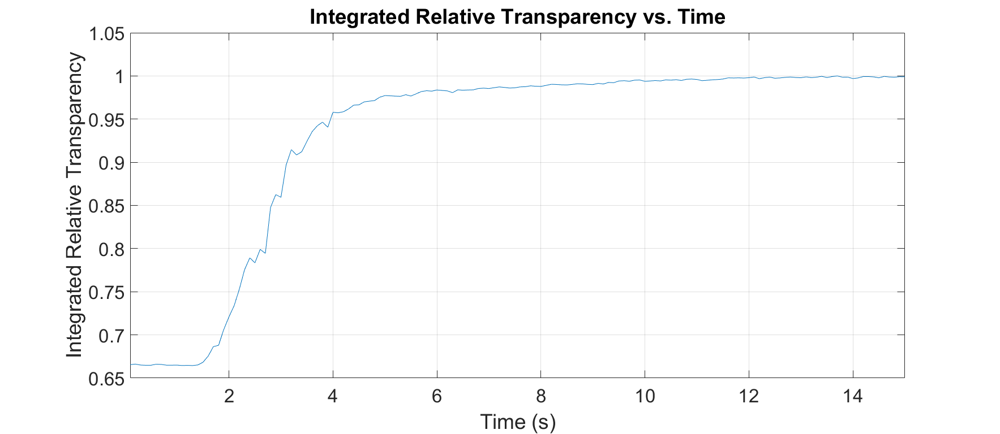 Integrated Relative Transparency vs. Time
Integrated Relative Transparency
1.05
1
0.95
0.9
0.85
0.8
0.75
0.7
0.65
2 4 6 8 10 12 14
Time (s)